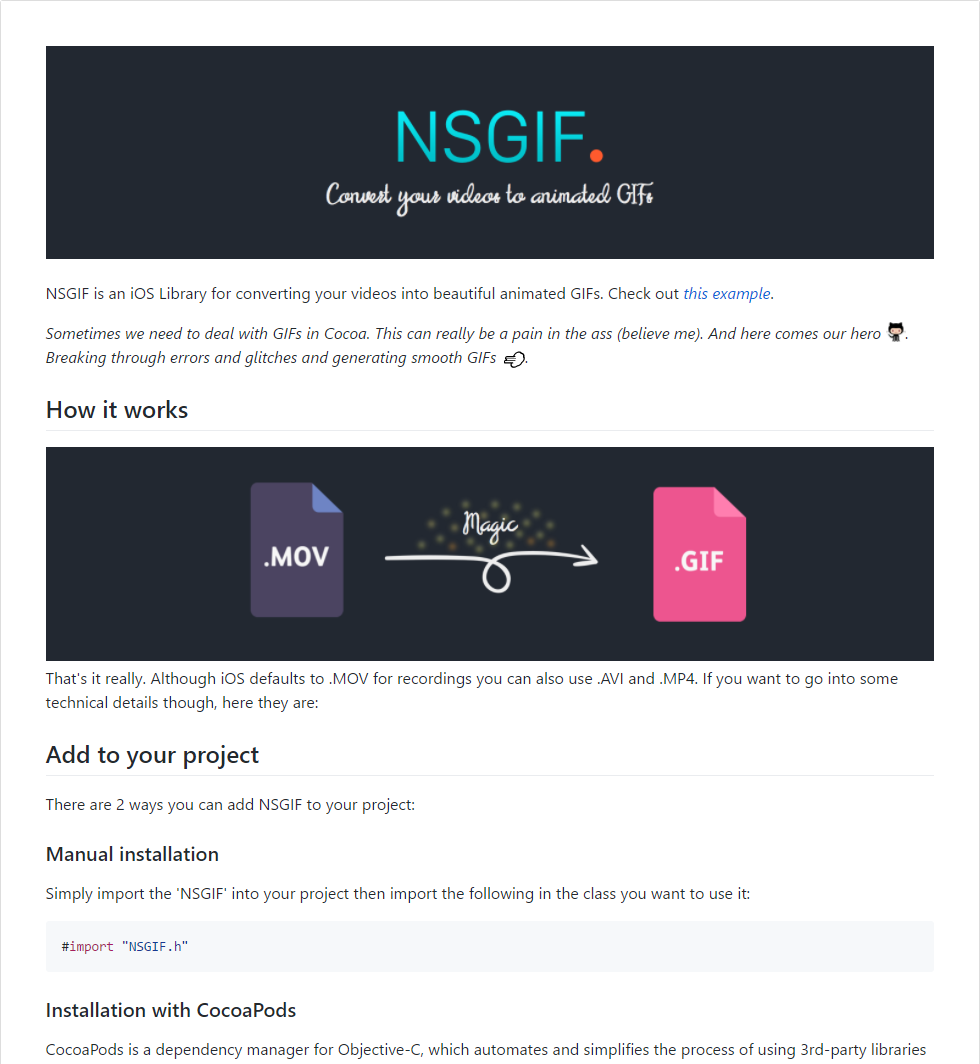 NSGIF.
Convert your videos to animated GIFs
NSGIF is an iOS Library for converting your videos into beautiful animated GIFs. Check out this example.
Sometimes we need to deal with GIFs in Cocoa. This can really be a pain in the ass (believe me). And here comes our hero .
Breaking through errors and glitches and generating smooth GIFs .
How it works
Magic
.MOV
.GIF
That's it really. Although iOS defaults to .MOV for recordings you can also use .AVI and .MP4. If you want to go into some
technical details though, here they are:
Add to your project
There are 2 ways you can add NSGIF to your project:
Manual installation
Simply import the 'NSGIF' into your project then import the following in the class you want to use it:
#import "NSGIF.h"
Installation with CocoaPods
CocoaPods is a dependency manager for Objective-C, which automates and simplifies the process of using 3rd-party libraries